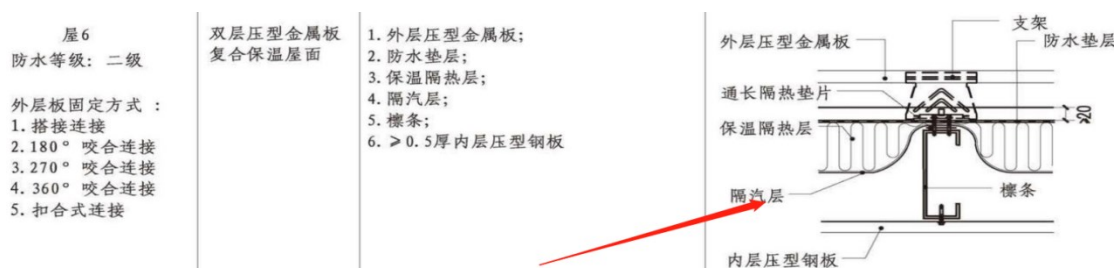 屋6
防水等级: 二级
外层板固定方式 :
1. 搭接连接
2. 180° 咬合连接
3. 270° 咬合连接
4. 360° 咬合连接
5. 扣合式连接
双层压型金属板
复合保温屋面
1. 外层压型金属板;
2. 防水垫层;
3. 保温隔热层;
4. 隔汽层;
5. 檩条;
6. ≥0.5厚内层压型钢板
支架
外层压型金属板
防水垫层
通长隔热垫片
≥20
保温隔热层
隔汽层
檩条
内层压型钢板